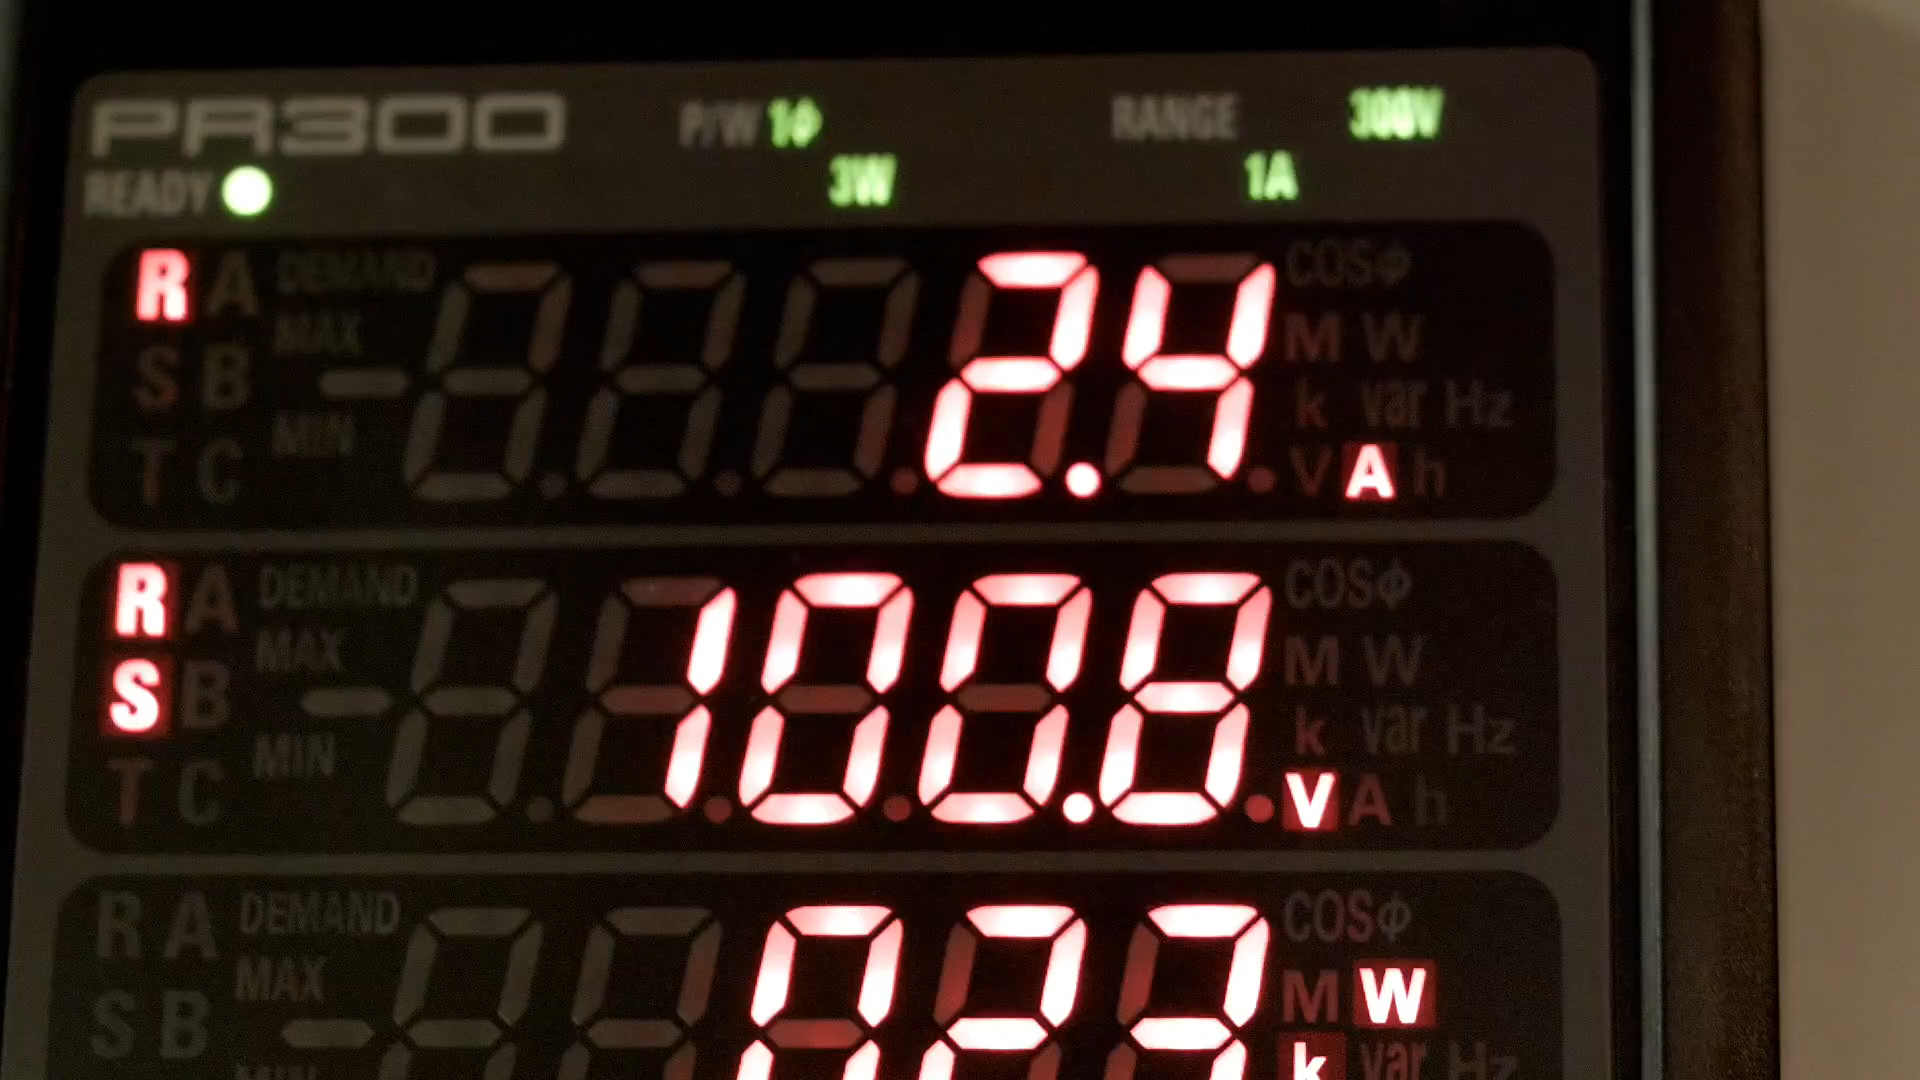 PR300 P/W 1ϕ RANGE 300V
READY 3W 1A
R A DEMAND 2.4 COSϕ
MAX M W
S B k var Hz
MIN
T C V A h
R A DEMAND 100.8 COSϕ
MAX M W
S B k var Hz
MIN
T C V A h
R A DEMAND COSϕ
MAX M W
S B k var Hz
MIN